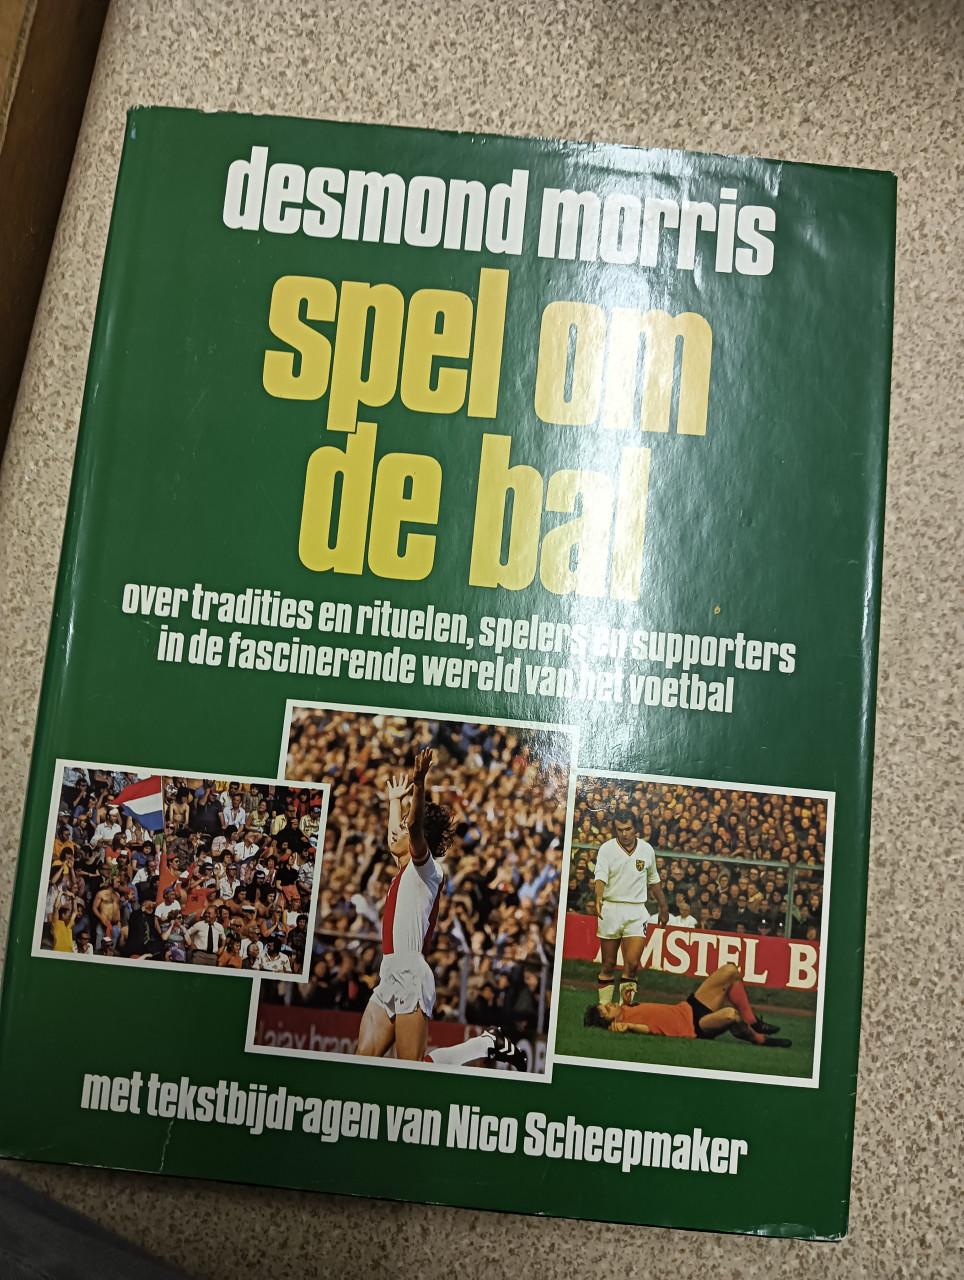 desmond morris
spel om
de bal
over tradities en rituelen, spelers en supporters
in de fascinerende wereld van het voetbal
AMSTEL B
met tekstbijdragen van Nico Scheepmaker